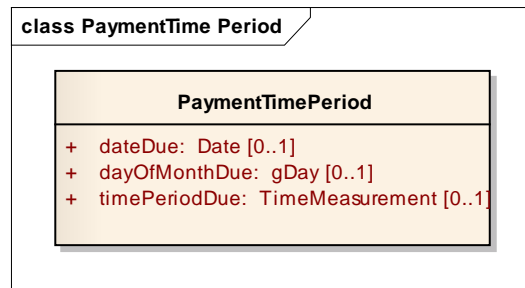 class PaymentTime Period
PaymentTimePeriod
+ dateDue: Date [0..1]
+ dayOfMonthDue: gDay [0..1]
+ timePeriodDue: TimeMeasurement [0..1]